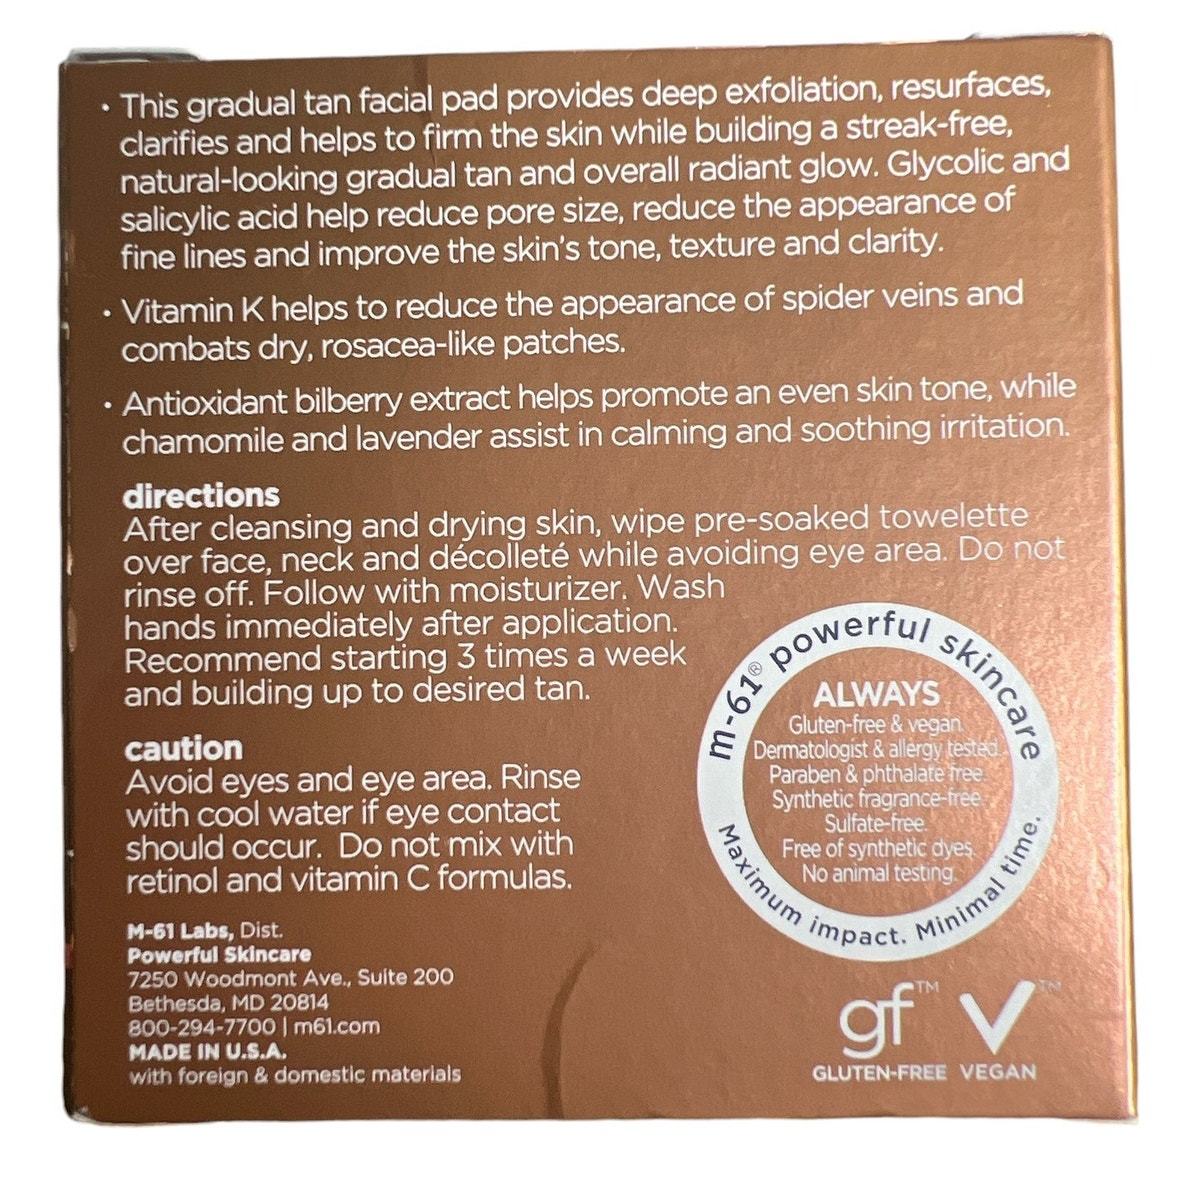 • This gradual tan facial pad provides deep exfoliation, resurfaces,
clarifies and helps to firm the skin while building a streak-free,
natural-looking gradual tan and overall radiant glow. Glycolic and
salicylic acid help reduce pore size, reduce the appearance of
fine lines and improve the skin's tone, texture and clarity.
• Vitamin K helps to reduce the appearance of spider veins and
combats dry, rosacea-like patches.
• Antioxidant bilberry extract helps promote an even skin tone, while
chamomile and lavender assist in calming and soothing irritation.
directions
After cleansing and drying skin, wipe pre-soaked towelette
over face, neck and décolleté while avoiding eye area. Do not
rinse off. Follow with moisturizer. Wash
hands immediately after application.
Recommend starting 3 times a week
and building up to desired tan.
caution
Avoid eyes and eye area. Rinse
with cool water if eye contact
should occur. Do not mix with
retinol and vitamin C formulas.
M-61 Labs, Dist.
Powerful Skincare
7250 Woodmont Ave., Suite 200
Bethesda, MD 20814
800-294-7700 | m61.com
MADE IN U.S.A.
with foreign & domestic materials
m-61® powerful skincare
ALWAYS
Gluten-free & vegan.
Dermatologist & allergy tested.
Paraben & phthalate free.
Synthetic fragrance-free.
Sulfate-free.
Free of synthetic dyes.
No animal testing.
Maximum impact. Minimal time.
gf™ V™
GLUTEN-FREE VEGAN